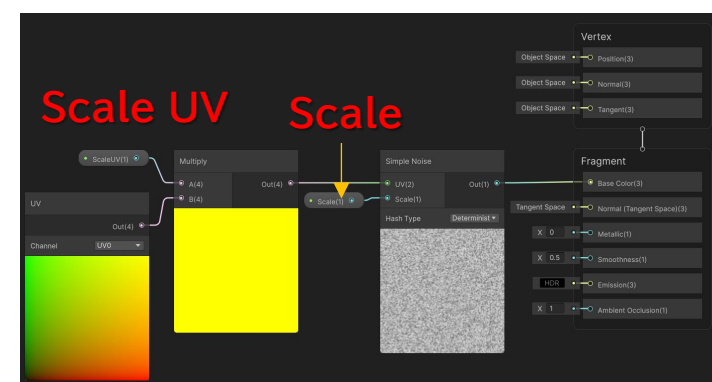 Scale UV
Scale
ScaleUV(1)
UV
Out(4)
Channel
UV0
Multiply
A(4)
Out(4)
B(4)
Scale(1)
Simple Noise
UV(2)
Out(1)
Scale(1)
Hash Type
Determinist
Vertex
Object Space
Position(3)
Object Space
Normal(3)
Object Space
Tangent(3)
Fragment
Base Color(3)
Tangent Space
Normal (Tangent Space)(3)
X 0
Metallic(1)
X 0.5
Smoothness(1)
HDR
Emission(3)
X 1
Ambient Occlusion(1)